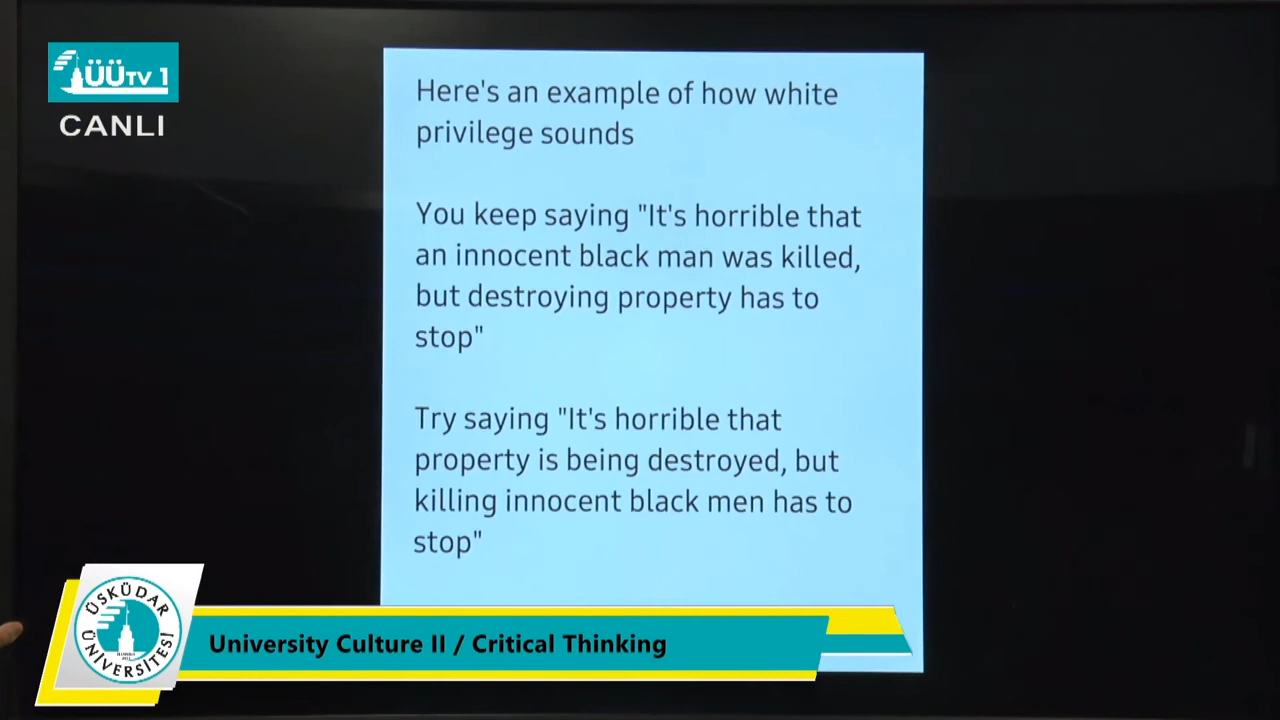 ÜÜTV 1
CANLI
Here's an example of how white
privilege sounds
You keep saying "It's horrible that
an innocent black man was killed,
but destroying property has to
stop"
Try saying "It's horrible that
property is being destroyed, but
killing innocent black men has to
stop"
ÜSKÜDAR
ÜNİVERSİTESİ
University Culture II / Critical Thinking